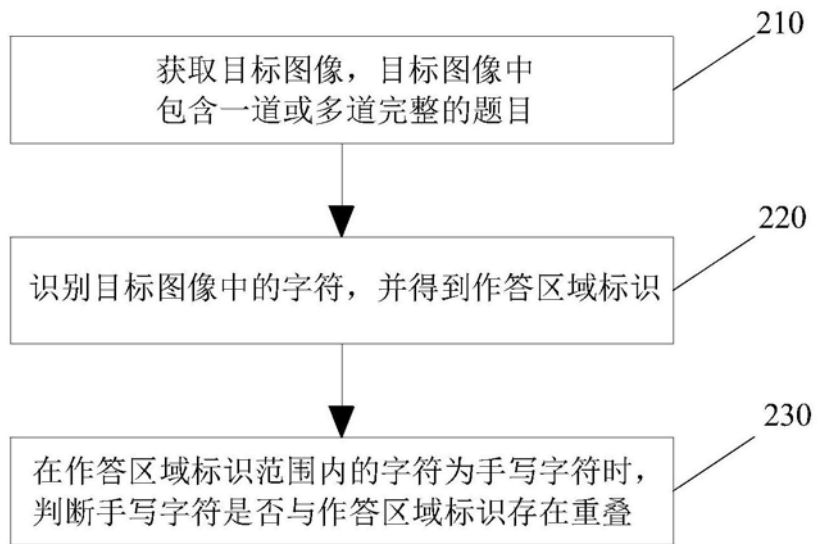 210
获取目标图像，目标图像中
包含一道或多道完整的题目
220
识别目标图像中的字符，并得到作答区域标识
230
在作答区域标识范围内的字符为手写字符时，
判断手写字符是否与作答区域标识存在重叠